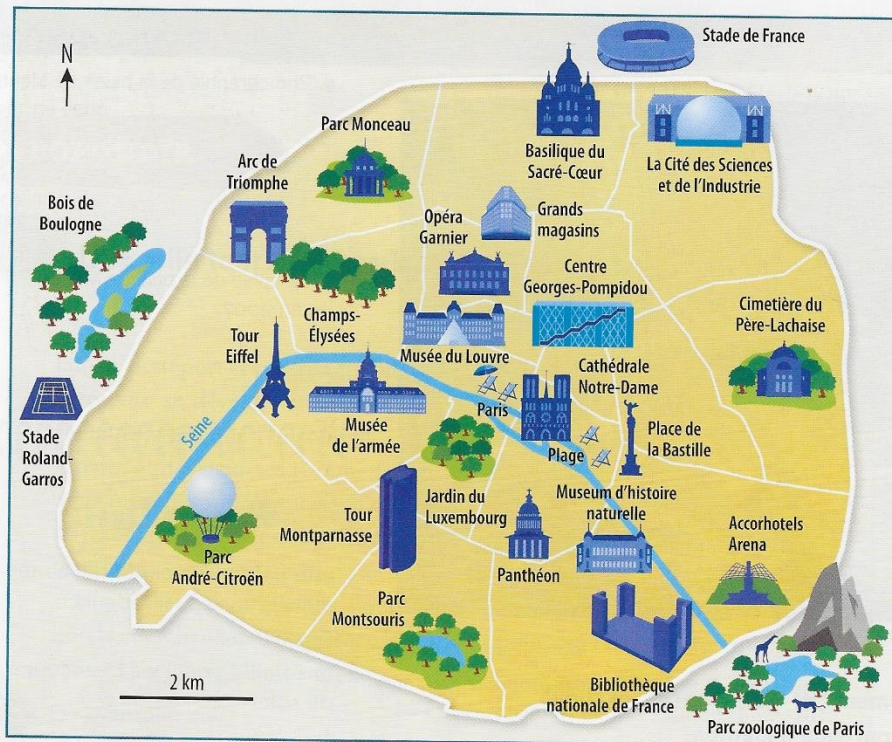 N
Stade de France
Parc Monceau
Basilique du
Sacré-Cœur
La Cité des Sciences
et de l'Industrie
Arc de
Triomphe
Bois de
Boulogne
Opéra
Garnier
Grands
magasins
Centre
Georges-Pompidou
Cimetière du
Père-Lachaise
Champs-
Élysées
Tour
Eiffel
Musée du Louvre
Cathédrale
Notre-Dame
Musée
de l'armée
Paris
Plage
Place de
la Bastille
Stade
Roland-
Garros
Seine
Jardin du
Luxembourg
Museum d'histoire
naturelle
Tour
Montparnasse
Parc
André-Citroën
Panthéon
Accorhotels
Arena
Parc
Montsouris
2 km
Bibliothèque
nationale de France
Parc zoologique de Paris